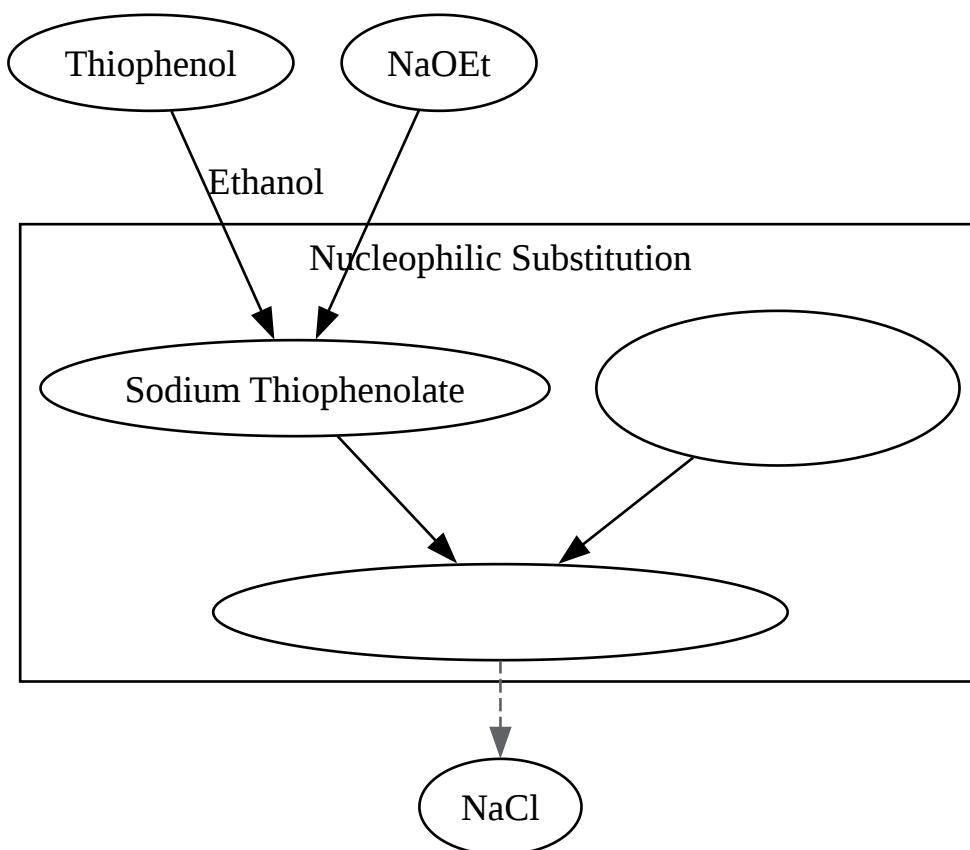 Thiophenol
NaOEt
Ethanol
Nucleophilic Substitution
Sodium Thiophenolate
NaCl